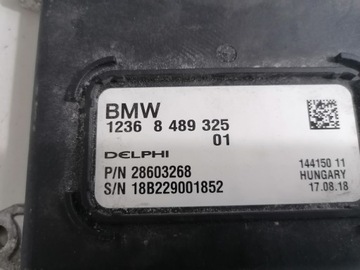 BMW
1236 8 489 325
01
DELPHI
P/N 28603268
S/N 18B229001852
144150 11
HUNGARY
17.08.18